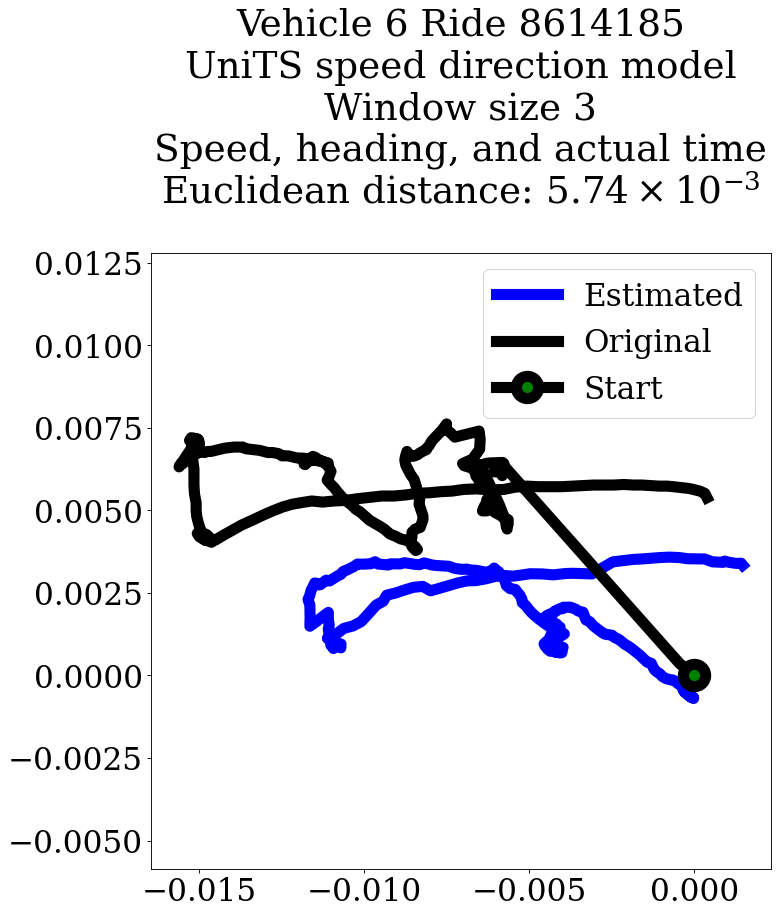 Vehicle 6 Ride 8614185
UniTS speed direction model
Window size 3
Speed, heading, and actual time
Euclidean distance: 5.74 × 10⁻³
Estimated
Original
Start
0.0125
0.0100
0.0075
0.0050
0.0025
0.0000
−0.0025
−0.0050
−0.015 −0.010 −0.005 0.000